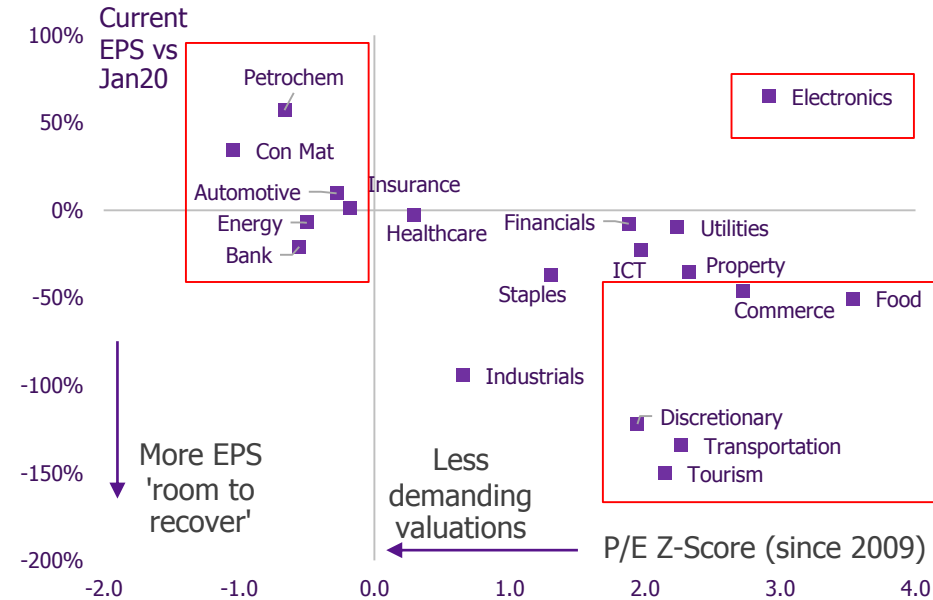 Current
EPS vs
Jan20
100%
50%
0%
-50%
-100%
-150%
-200%
Petrochem
Electronics
Con Mat
Automotive
Insurance
Energy
Healthcare
Financials
Utilities
Bank
ICT
Property
Staples
Commerce
Food
Industrials
Discretionary
Transportation
Tourism
More EPS
'room to
recover'
Less
demanding
valuations
P/E Z-Score (since 2009)
-2.0 -1.0 0.0 1.0 2.0 3.0 4.0